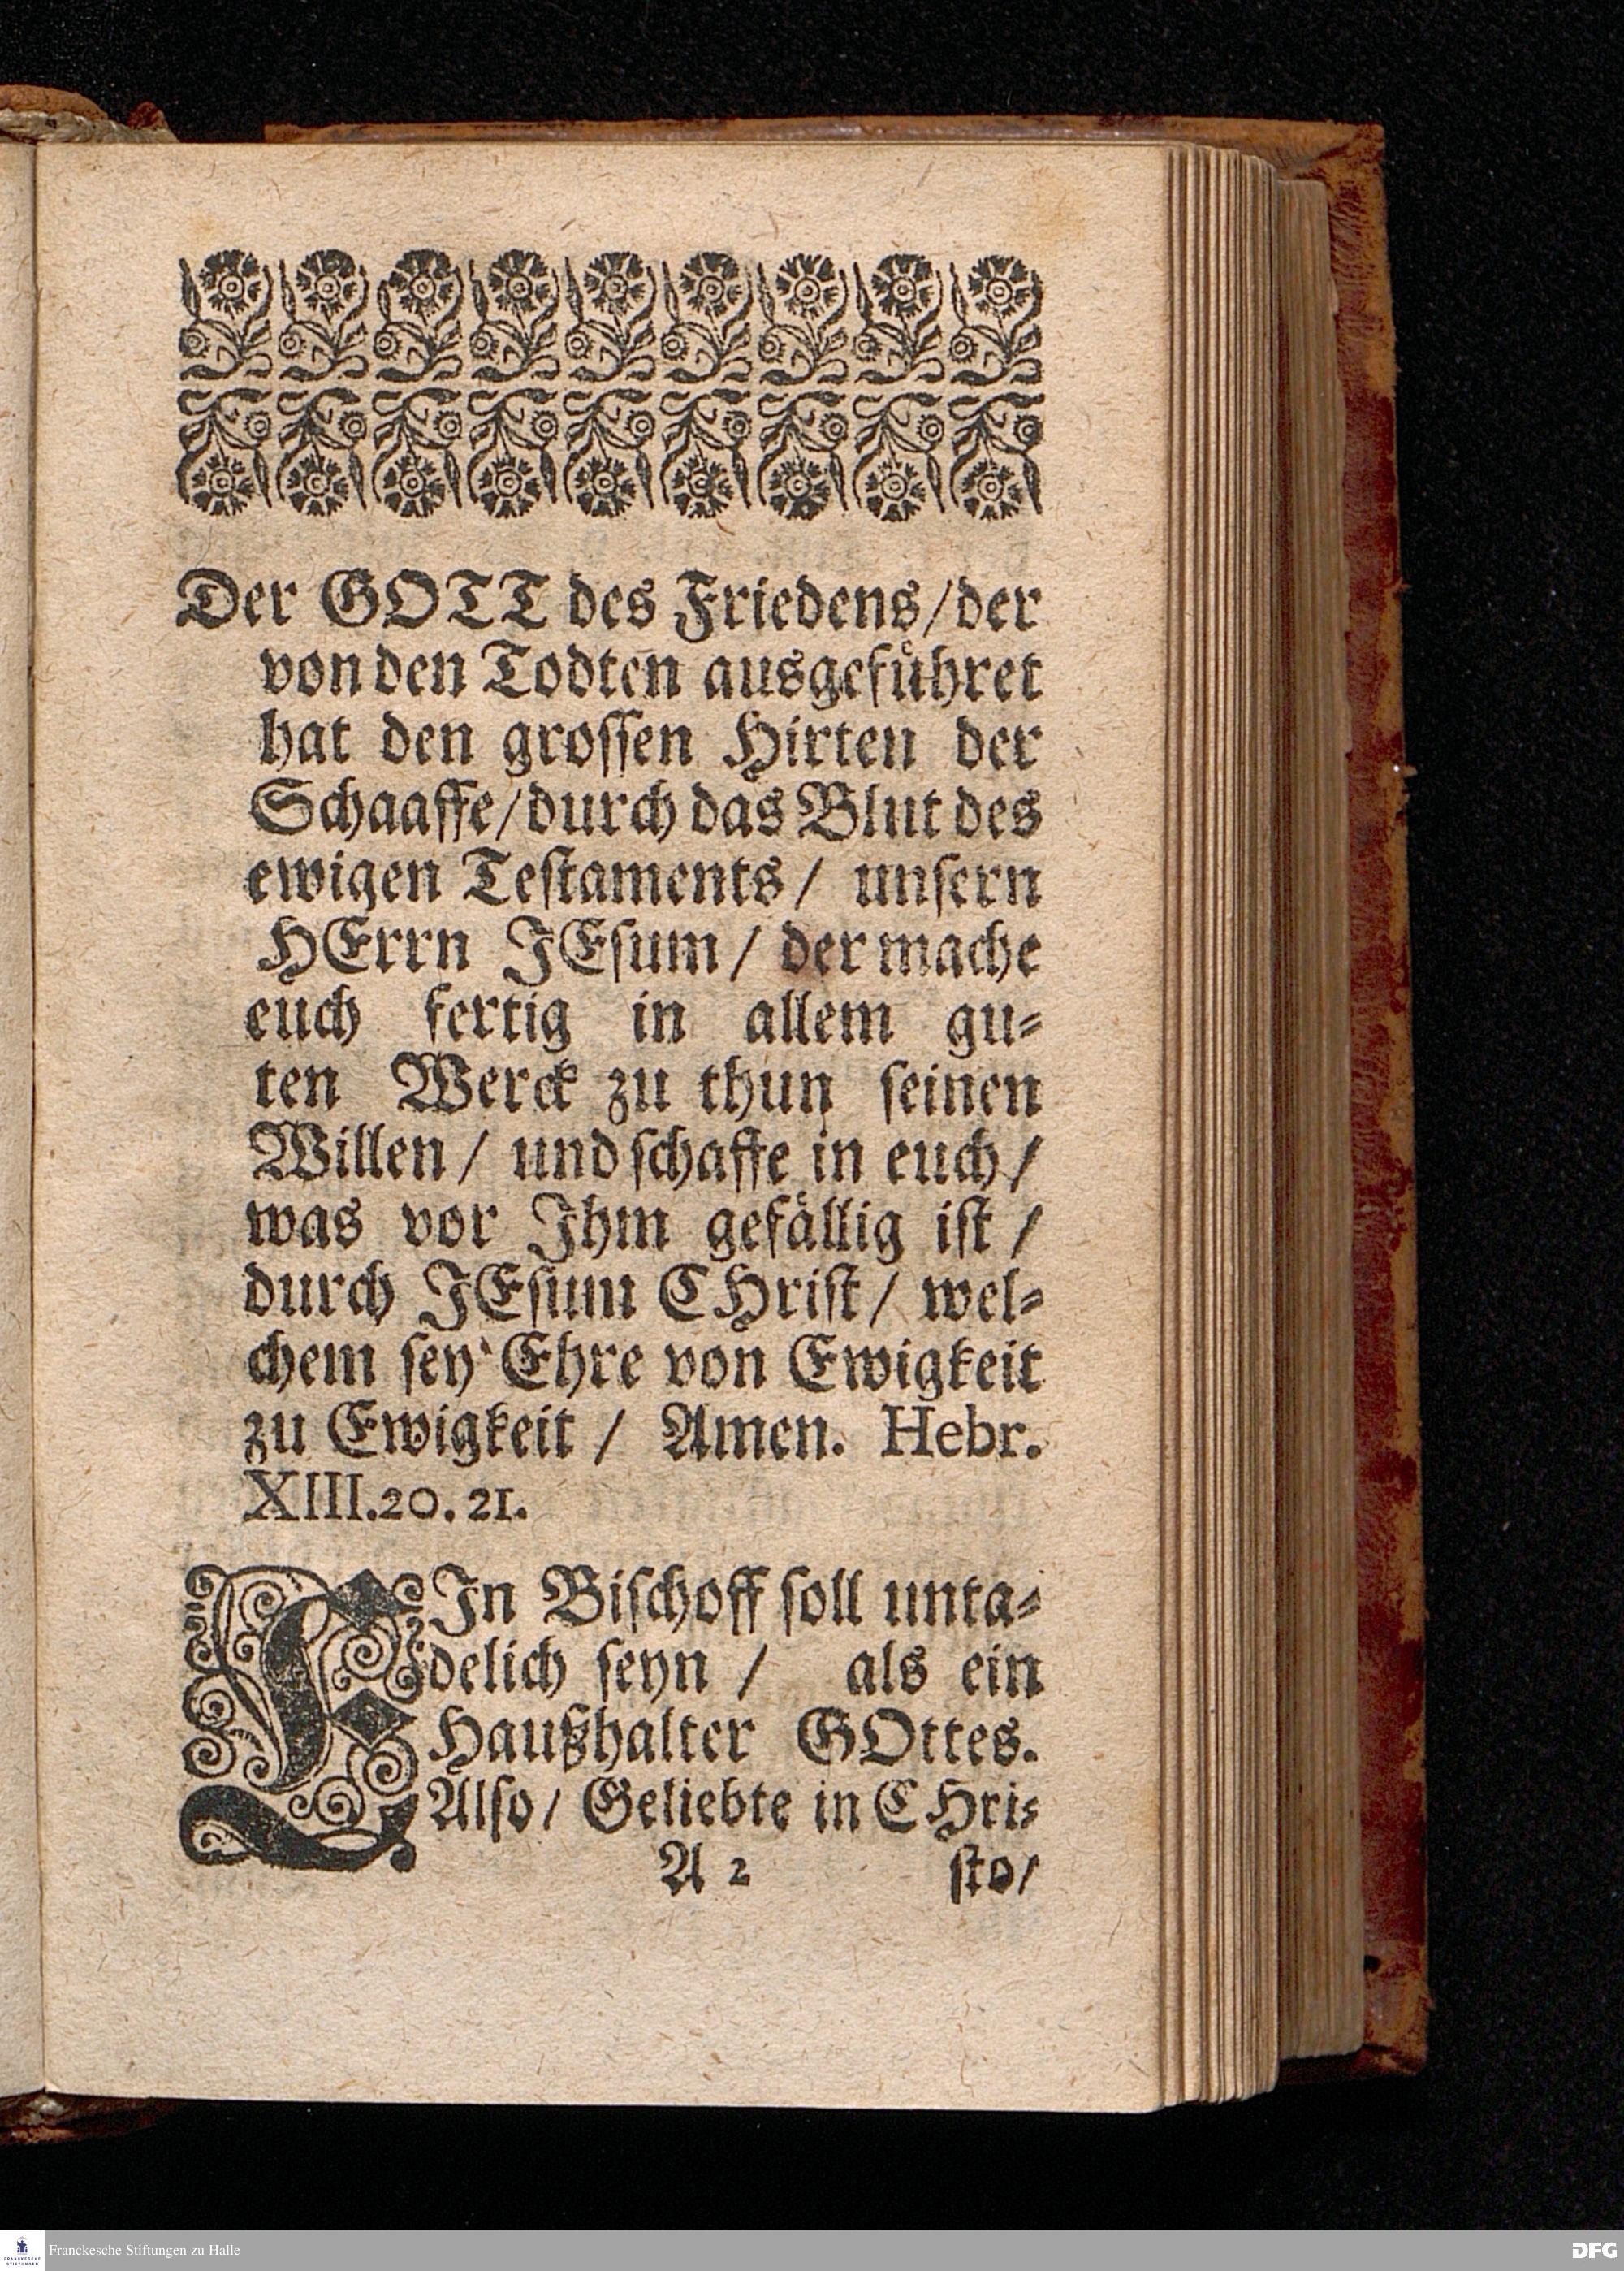 Der GOTT des Friedens/der
von den Todten ausgeführet
hat den grossen Hirten der
Schaaffe/durch das Blut des
ewigen Testaments/ unsern
HErrn JEsum/ der mache
euch fertig in allem gu-
ten Werck zu thun seinen
Willen/ und schaffe in euch/
was vor Ihm gefällig ist/
durch JEsum CHrist/ wel-
chem sey Ehre von Ewigkeit
zu Ewigkeit/ Amen. Hebr.
XIII.20.21.
EIn Bischoff soll unta-
delich seyn/ als ein
Haußhalter GOttes.
Also/ Geliebte in CHri-
A 2 sto/
FRANCKESCHE STIFTUNGEN Franckesche Stiftungen zu Halle DFG